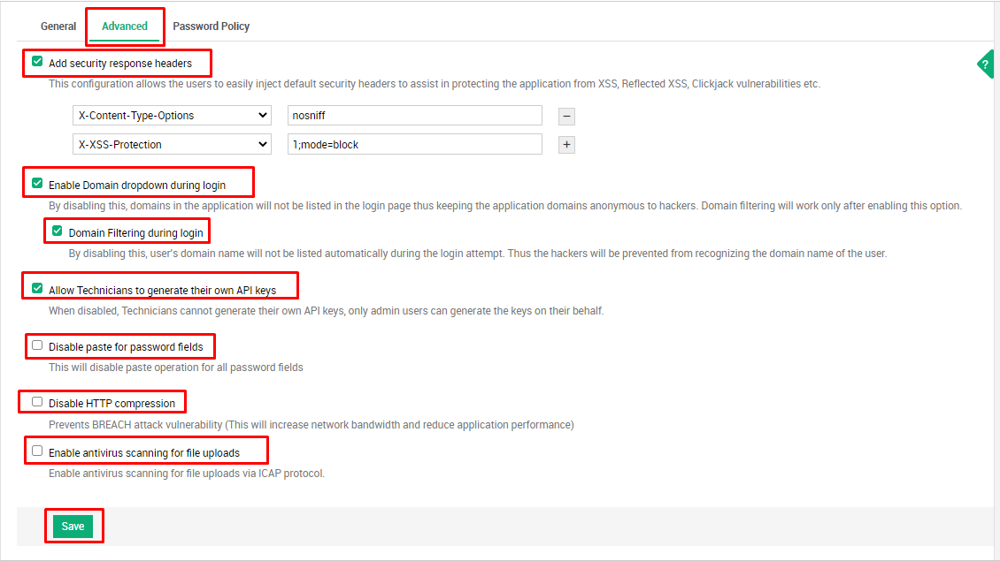 General Advanced Password Policy
Add security response headers
This configuration allows the users to easily inject default security headers to assist in protecting the application from XSS, Reflected XSS, Clickjack vulnerabilities etc.
?
X-Content-Type-Options nosniff −
X-XSS-Protection 1;mode=block +
Enable Domain dropdown during login
By disabling this, domains in the application will not be listed in the login page thus keeping the application domains anonymous to hackers. Domain filtering will work only after enabling this option.
Domain Filtering during login
By disabling this, user's domain name will not be listed automatically during the login attempt. Thus the hackers will be prevented from recognizing the domain name of the user.
Allow Technicians to generate their own API keys
When disabled, Technicians cannot generate their own API keys, only admin users can generate the keys on their behalf.
Disable paste for password fields
This will disable paste operation for all password fields
Disable HTTP compression
Prevents BREACH attack vulnerability (This will increase network bandwidth and reduce application performance)
Enable antivirus scanning for file uploads
Enable antivirus scanning for file uploads via ICAP protocol.
Save